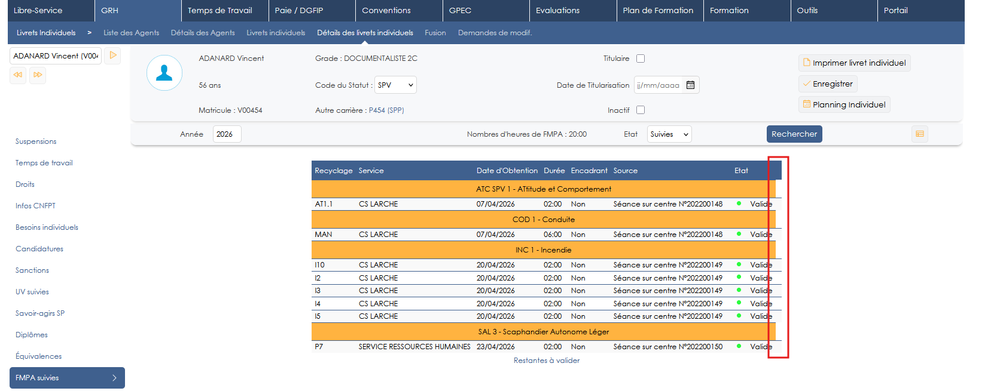 Libre-Service GRH Temps de Travail Paie / DGFIP Conventions GPEC Evaluations Plan de Formation Formation Outils Portail
Livrets Individuels > Liste des Agents Détails des Agents Livrets individuels Détails des livrets individuels Fusion Demandes de modif.
ADANARD Vincent (V004
ADANARD Vincent Grade : DOCUMENTALISTE 2C Titulaire
Imprimer livret individuel
56 ans Code du Statut : SPV Date de Titularisation jj/mm/aaaa
Enregistrer
Planning Individuel
Matricule : V00454 Autre carrière : P454 (SPP) Inactif
Année 2026 Nombres d'heures de FMPA : 20:00 Etat Suivies Rechercher
Suspensions
Temps de travail
Droits
Infos CNFPT
Besoins individuels
Candidatures
Sanctions
UV suivies
Savoir-agirs SP
Diplômes
Équivalences
FMPA suivies
Recyclage Service Date d'Obtention Durée Encadrant Source Etat
ATC SPV 1 - ATtitude et Comportement
AT1.1 CS LARCHE 07/04/2026 02:00 Non Séance sur centre N°202200148 Valide
COD 1 - Conduite
MAN CS LARCHE 07/04/2026 06:00 Non Séance sur centre N°202200148 Valide
INC 1 - Incendie
I10 CS LARCHE 20/04/2026 02:00 Non Séance sur centre N°202200149 Valide
I2 CS LARCHE 20/04/2026 02:00 Non Séance sur centre N°202200149 Valide
I3 CS LARCHE 20/04/2026 02:00 Non Séance sur centre N°202200149 Valide
I4 CS LARCHE 20/04/2026 02:00 Non Séance sur centre N°202200149 Valide
I5 CS LARCHE 20/04/2026 02:00 Non Séance sur centre N°202200149 Valide
SAL 3 - Scaphandier Autonome Léger
P7 SERVICE RESSOURCES HUMAINES 23/04/2026 02:00 Non Séance sur centre N°202200150 Valide
Restantes à valider